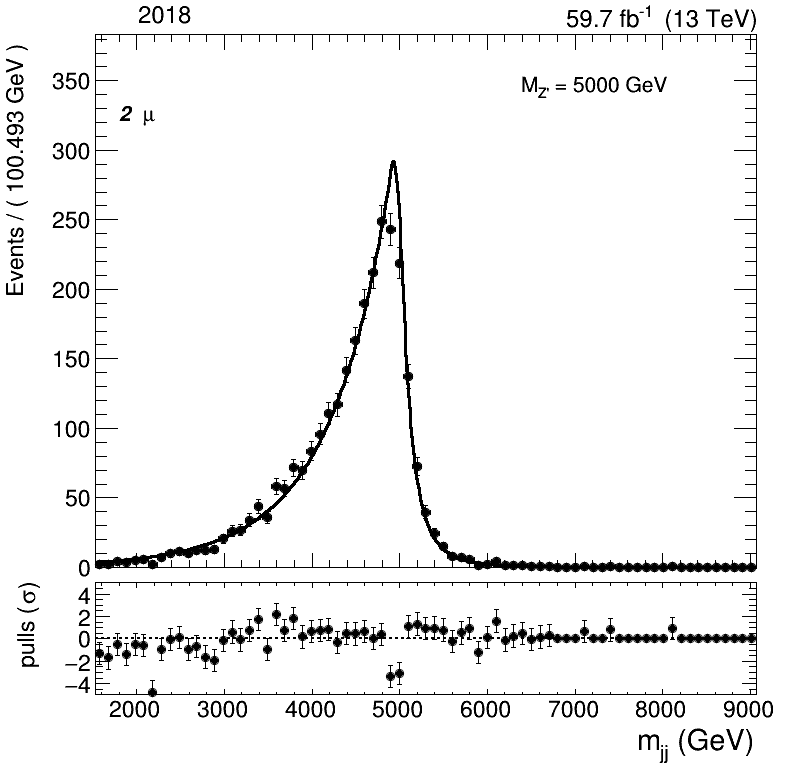 2018 59.7 fb⁻¹ (13 TeV)
Events / ( 100.493 GeV )
350
300
250
200
150
100
50
0
2 μ
M_Z' = 5000 GeV
pulls (σ)
4
2
0
−2
−4
2000 3000 4000 5000 6000 7000 8000 9000
m_jj (GeV)